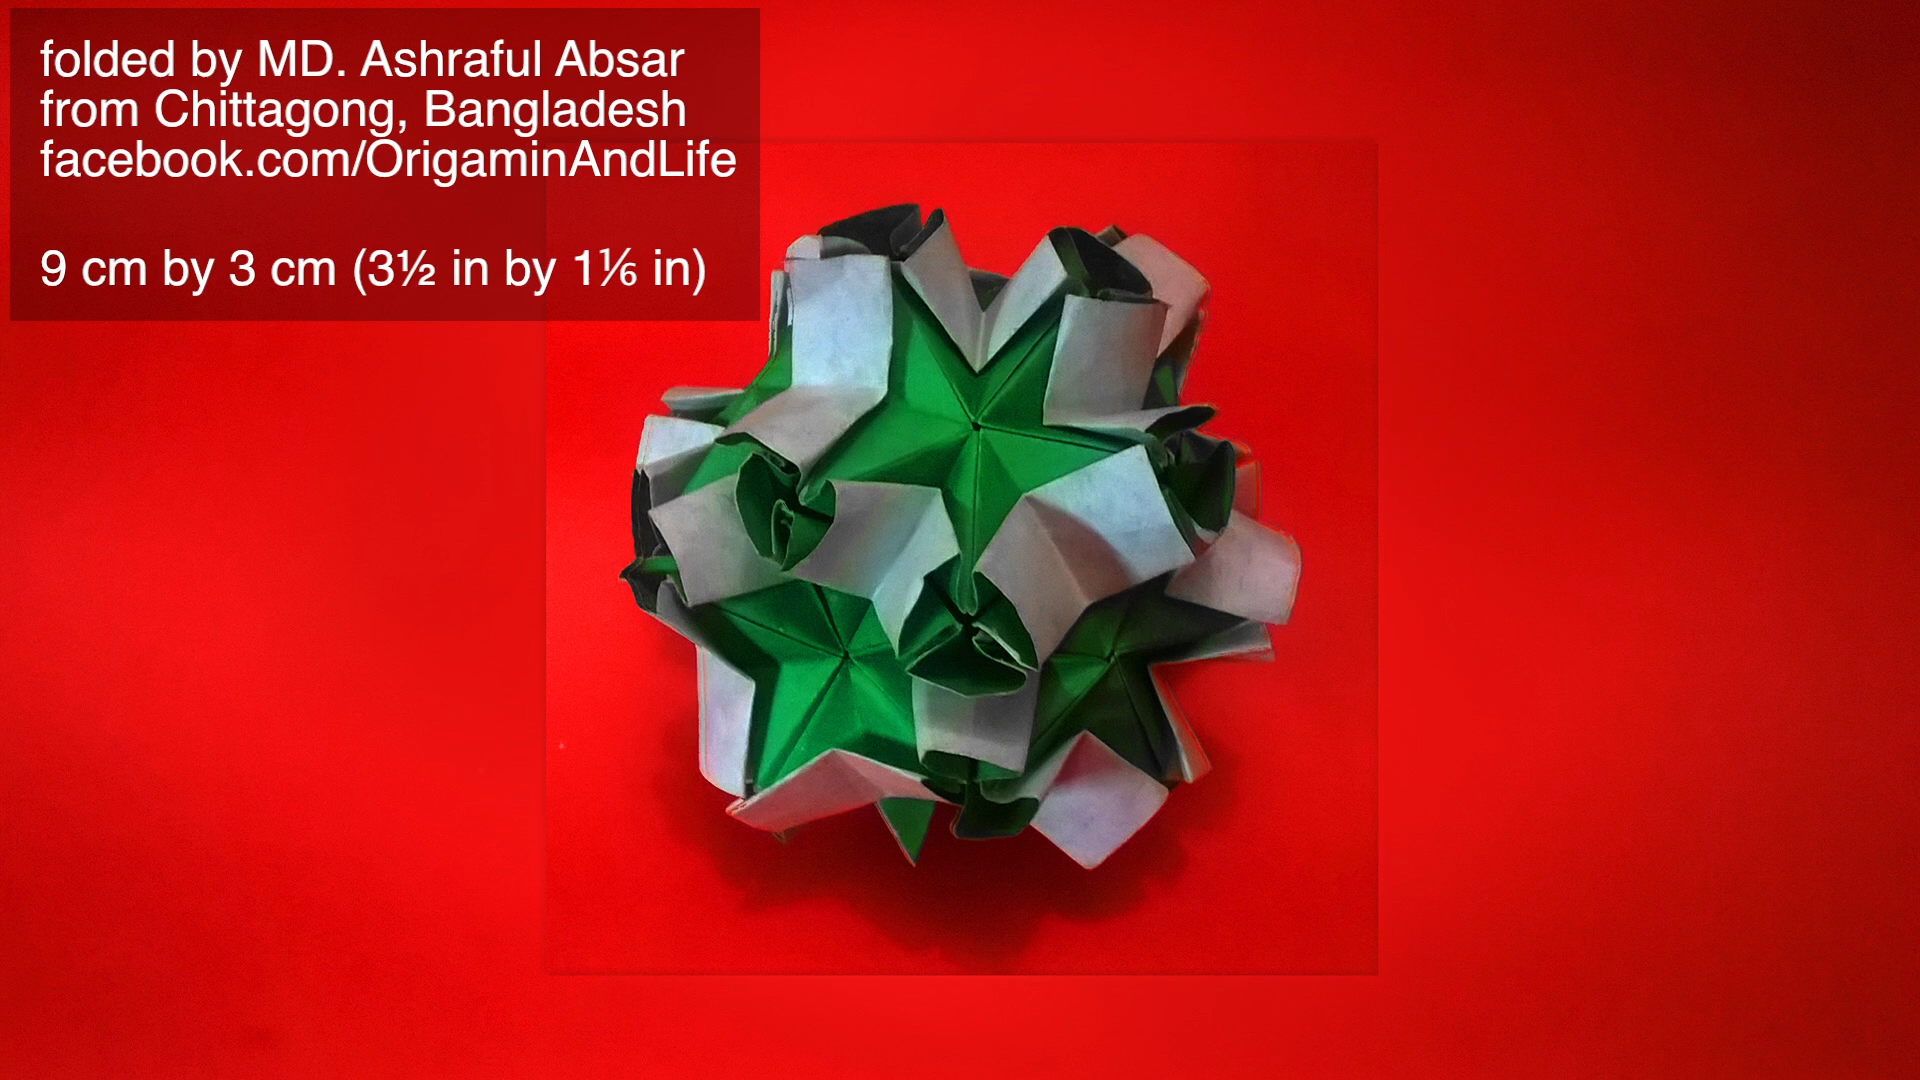 folded by MD. Ashraful Absar
from Chittagong, Bangladesh
facebook.com/OrigaminAndLife
9 cm by 3 cm (3½ in by 1⅙ in)